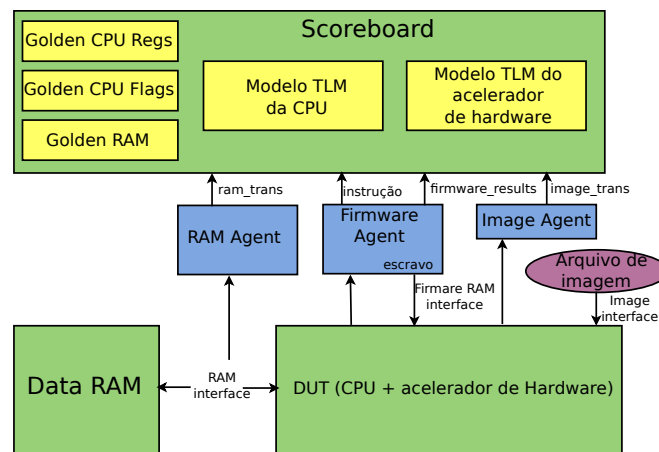 Scoreboard
Golden CPU Regs
Golden CPU Flags
Golden RAM
Modelo TLM
da CPU
Modelo TLM do
acelerador
de hardware
ram_trans
instrução
firmware_results
image_trans
RAM Agent
Firmware
Agent
escravo
Image Agent
Arquivo de
imagem
Firmare RAM
interface
Image
interface
Data RAM
RAM
interface
DUT (CPU + acelerador de Hardware)